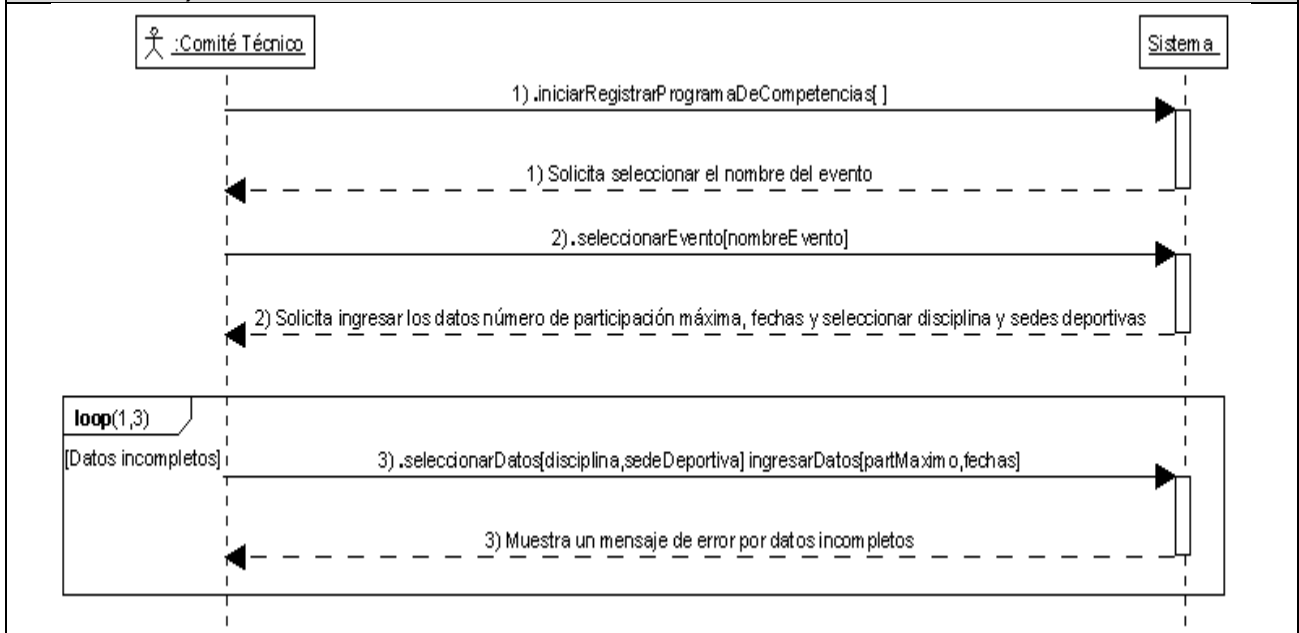 :Comité Técnico
Sistema
1) .iniciarRegistrarProgramaDeCompetencias[ ]
1) Solicita seleccionar el nombre del evento
2) .seleccionarEvento[nombreEvento]
2) Solicita ingresar los datos número de participación máxima, fechas y seleccionar disciplina y sedes deportivas
loop(1,3)
[Datos incompletos]
3) .seleccionarDatos[disciplina,sedeDeportiva] ingresarDatos[partMaximo,fechas]
3) Muestra un mensaje de error por datos incompletos